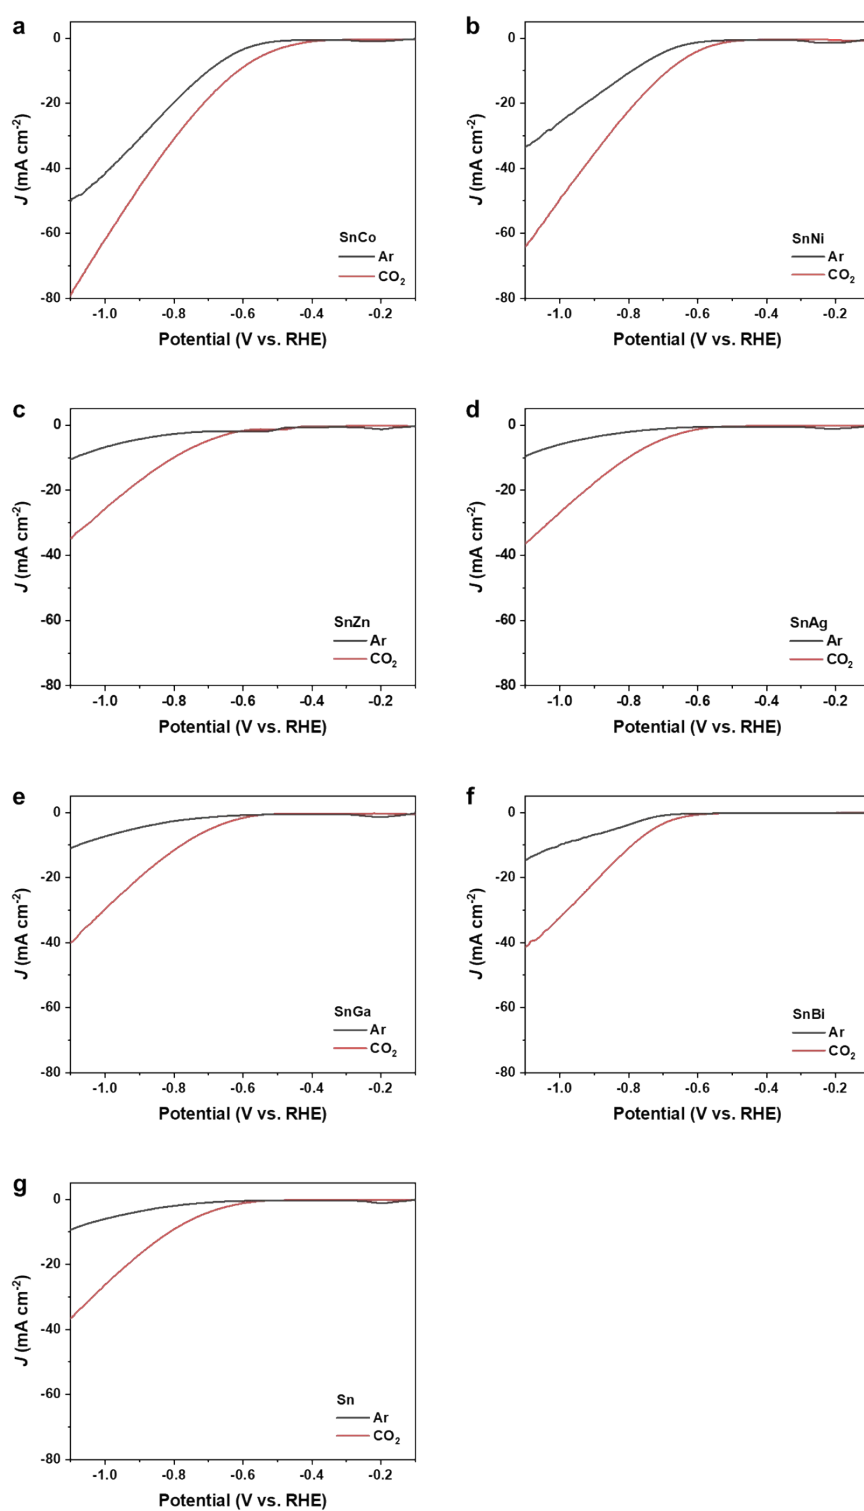 a
J (mA cm⁻²)
0
-20
-40
-60
-80
SnCo
Ar
CO₂
-1.0 -0.8 -0.6 -0.4 -0.2
Potential (V vs. RHE)
b
J (mA cm⁻²)
0
-20
-40
-60
-80
SnNi
Ar
CO₂
-1.0 -0.8 -0.6 -0.4 -0.2
Potential (V vs. RHE)
c
J (mA cm⁻²)
0
-20
-40
-60
-80
SnZn
Ar
CO₂
-1.0 -0.8 -0.6 -0.4 -0.2
Potential (V vs. RHE)
d
J (mA cm⁻²)
0
-20
-40
-60
-80
SnAg
Ar
CO₂
-1.0 -0.8 -0.6 -0.4 -0.2
Potential (V vs. RHE)
e
J (mA cm⁻²)
0
-20
-40
-60
-80
SnGa
Ar
CO₂
-1.0 -0.8 -0.6 -0.4 -0.2
Potential (V vs. RHE)
f
J (mA cm⁻²)
0
-20
-40
-60
-80
SnBi
Ar
CO₂
-1.0 -0.8 -0.6 -0.4 -0.2
Potential (V vs. RHE)
g
J (mA cm⁻²)
0
-20
-40
-60
-80
Sn
Ar
CO₂
-1.0 -0.8 -0.6 -0.4 -0.2
Potential (V vs. RHE)